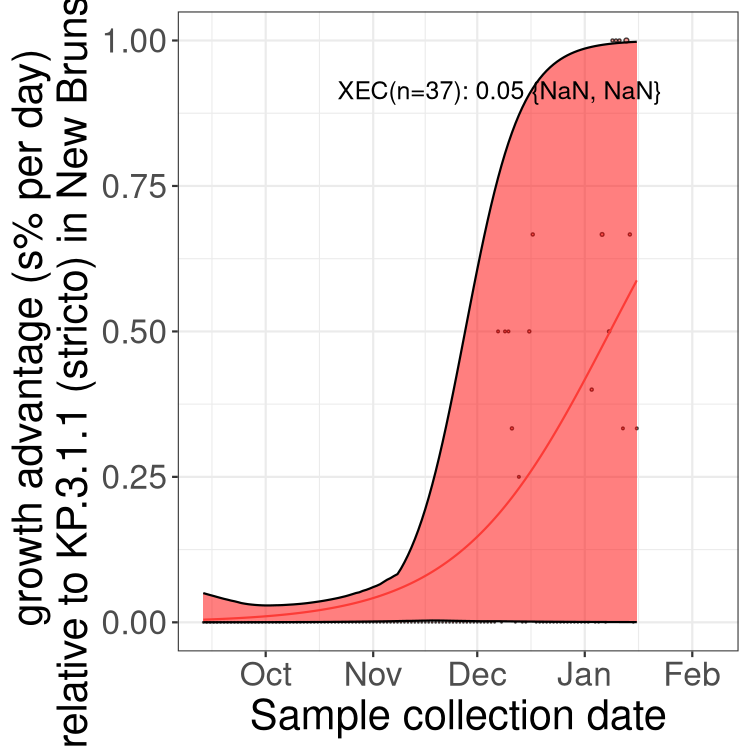 growth advantage (s% per day)
relative to KP.3.1.1 (stricto) in New Bruns
1.00
0.75
0.50
0.25
0.00
XEC(n=37): 0.05 {NaN, NaN}
Oct Nov Dec Jan Feb
Sample collection date